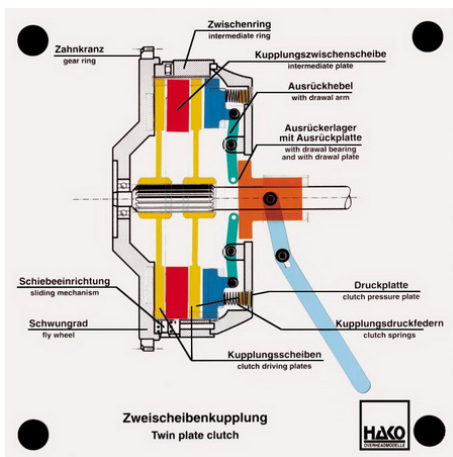 Zwischenring
intermediate ring
Zahnkranz
gear ring
Kupplungszwischenscheibe
intermediate plate
Ausrückhebel
with drawal arm
Ausrückerlager
mit Ausrückplatte
with drawal bearing
and with drawal plate
Schiebeeinrichtung
sliding mechanism
Druckplatte
clutch pressure plate
Schwungrad
fly wheel
Kupplungsdruckfedern
clutch springs
Kupplungsscheiben
clutch driving plates
Zweischeibenkupplung
Twin plate clutch
HAKO
OVERHEADMODELLE